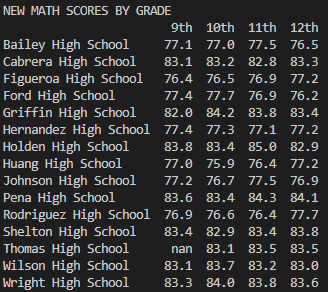 NEW MATH SCORES BY GRADE
9th 10th 11th 12th
Bailey High School 77.1 77.0 77.5 76.5
Cabrera High School 83.1 83.2 82.8 83.3
Figueroa High School 76.4 76.5 76.9 77.2
Ford High School 77.4 77.7 76.9 76.2
Griffin High School 82.0 84.2 83.8 83.4
Hernandez High School 77.4 77.3 77.1 77.2
Holden High School 83.8 83.4 85.0 82.9
Huang High School 77.0 75.9 76.4 77.2
Johnson High School 77.2 76.7 77.5 76.9
Pena High School 83.6 83.4 84.3 84.1
Rodriguez High School 76.9 76.6 76.4 77.7
Shelton High School 83.4 82.9 83.4 83.8
Thomas High School nan 83.1 83.5 83.5
Wilson High School 83.1 83.7 83.2 83.0
Wright High School 83.3 84.0 83.8 83.6